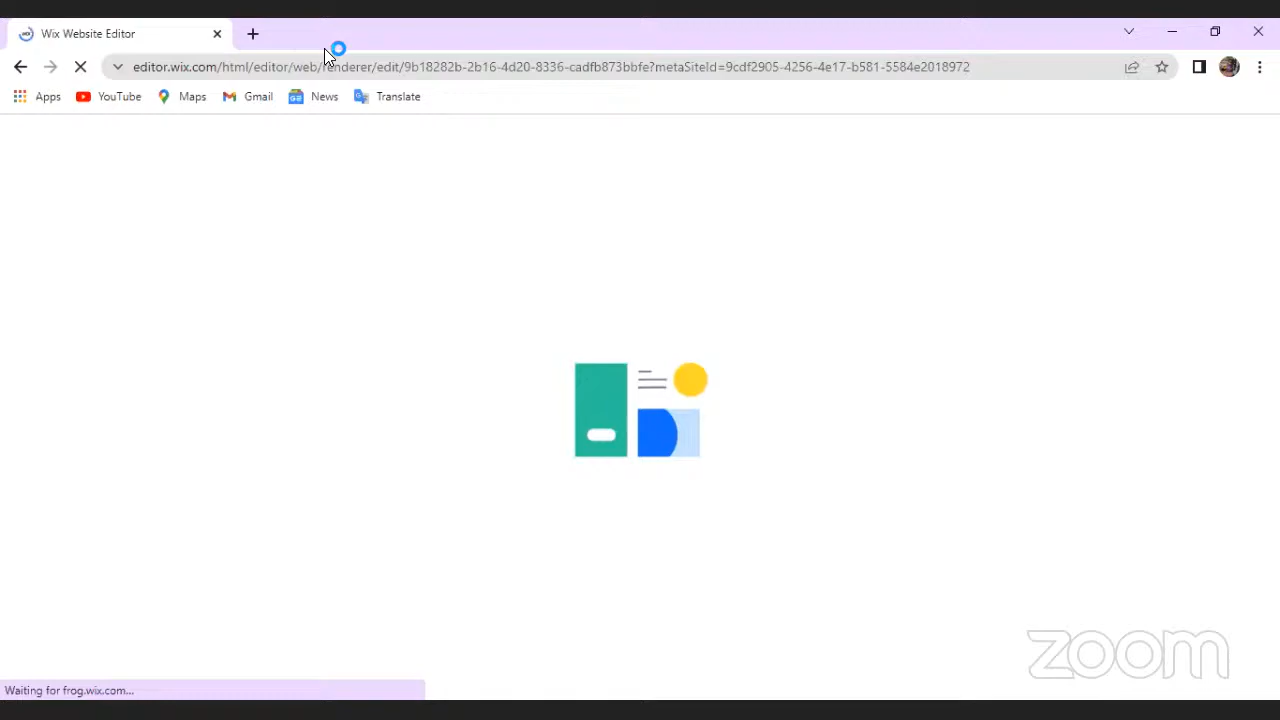 Wix Website Editor
editor.wix.com/html/editor/web/renderer/edit/9b18282b-2b16-4d20-8336-cadfb873bbfe?metaSiteId=9cdf2905-4256-4e17-b581-5584e2018972
Apps YouTube Maps Gmail News Translate
zoom
Waiting for frog.wix.com...